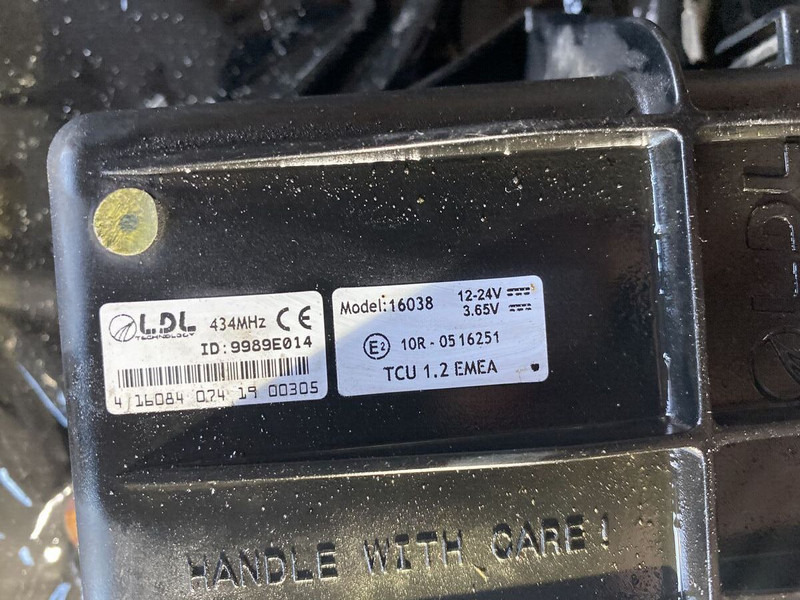 LDL
TECHNOLOGY
434MHz CE
ID:9989E014
4 16084 074 19 00305
Model:16038
12-24V
3.65V
E2 10R-0516251
TCU 1.2 EMEA
HANDLE WITH CARE!
LDL